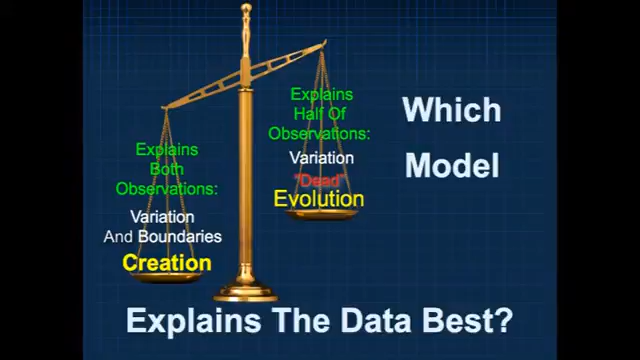 Which
Model
Explains
Both
Observations:
Variation
And Boundaries
Creation
Explains
Half Of
Observations:
Variation
"Dead"
Evolution
Explains The Data Best?